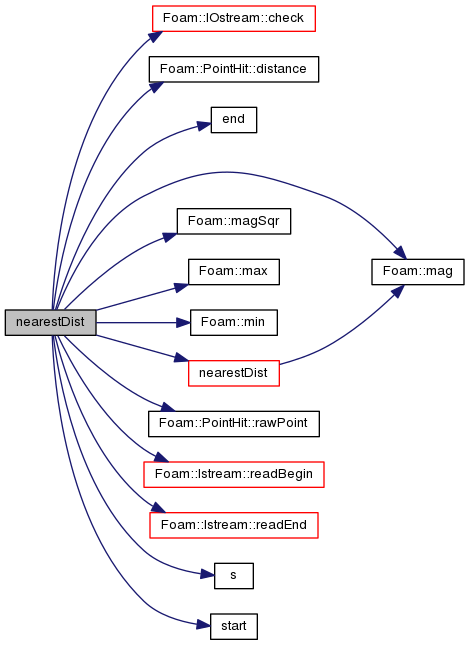 Foam::IOstream::check
Foam::PointHit::distance
end
Foam::magSqr
Foam::max
Foam::mag
nearestDist
Foam::min
nearestDist
Foam::PointHit::rawPoint
Foam::Istream::readBegin
Foam::Istream::readEnd
s
start